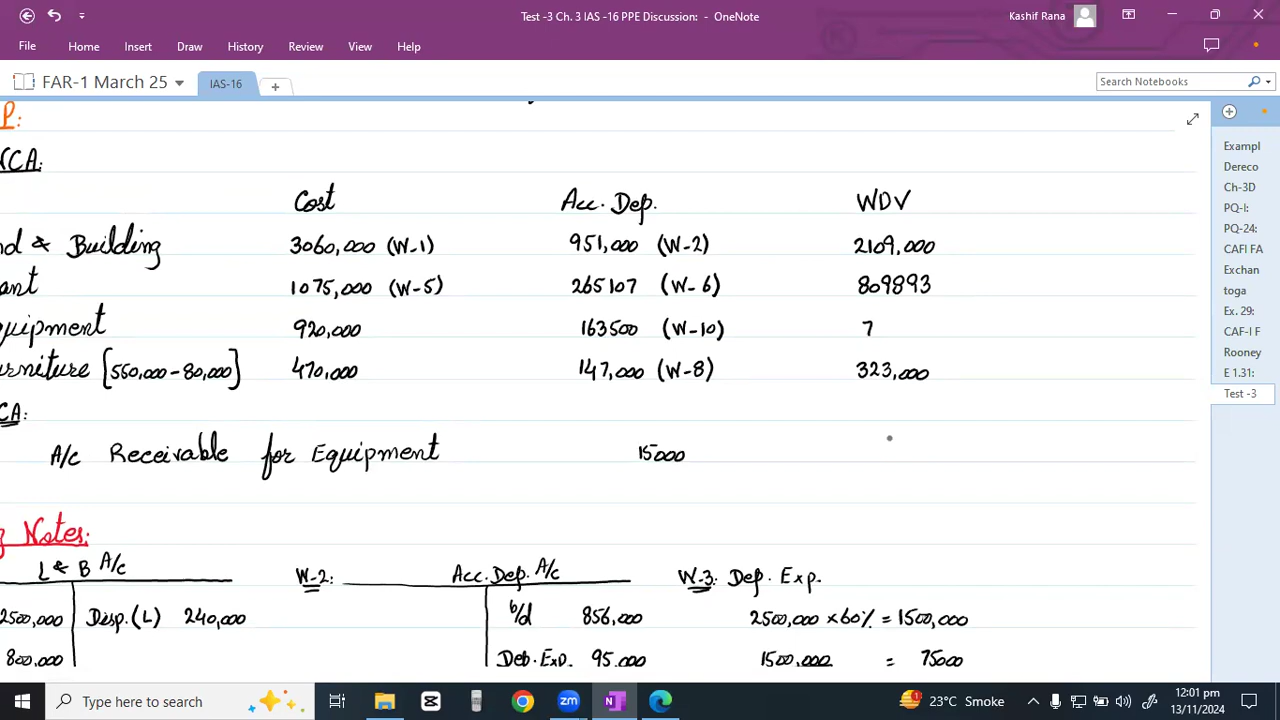 Test -3 Ch. 3 IAS -16 PPE Discussion: - OneNote
Kashif Rana
File Home Insert Draw History Review View Help
FAR-1 March 25
IAS-16
Search Notebooks
P:
NCA:
Cost Acc. Dep. WDV
nd & Building 3060,000 (W-1) 951,000 (W-2) 2109,000
ant 1075,000 (W-5) 265107 (W-6) 809893
quipment 920,000 163500 (W-10) 7
urniture [550,000-80,000] 470,000 147,000 (W-8) 323,000
CA:
A/c Receivable for Equipment 15000
g Notes:
L & B A/c
W-2: Acc. Dep. A/c
W-3: Dep. Exp.
2500,000 Disp. (L) 240,000
b/d 856,000
2500,000 x 60% = 1500,000
800,000
Dep. Exp. 95,000
1500,000 = 75000
Exampl
Dereco
Ch-3D
PQ-I:
PQ-24:
CAFI FA
Exchan
toga
Ex. 29:
CAF-I F
Rooney
E 1.31:
Test -3
Type here to search
23°C Smoke
12:01 pm
13/11/2024